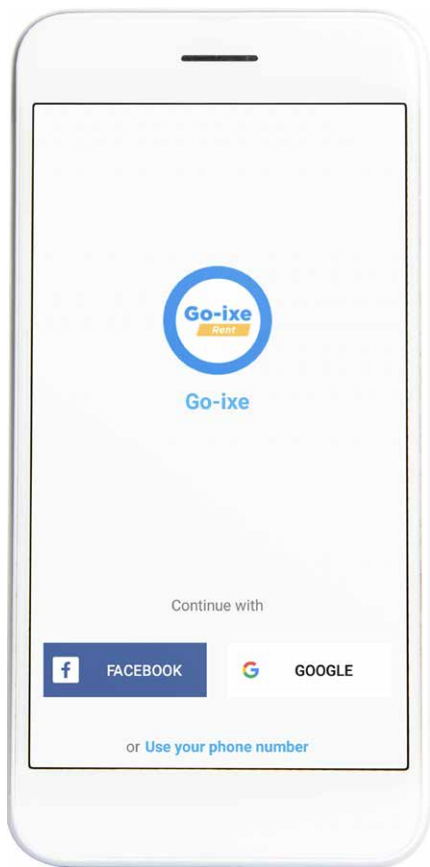 Go-ixe
Rent
Go-ixe
Continue with
f FACEBOOK G GOOGLE
or Use your phone number